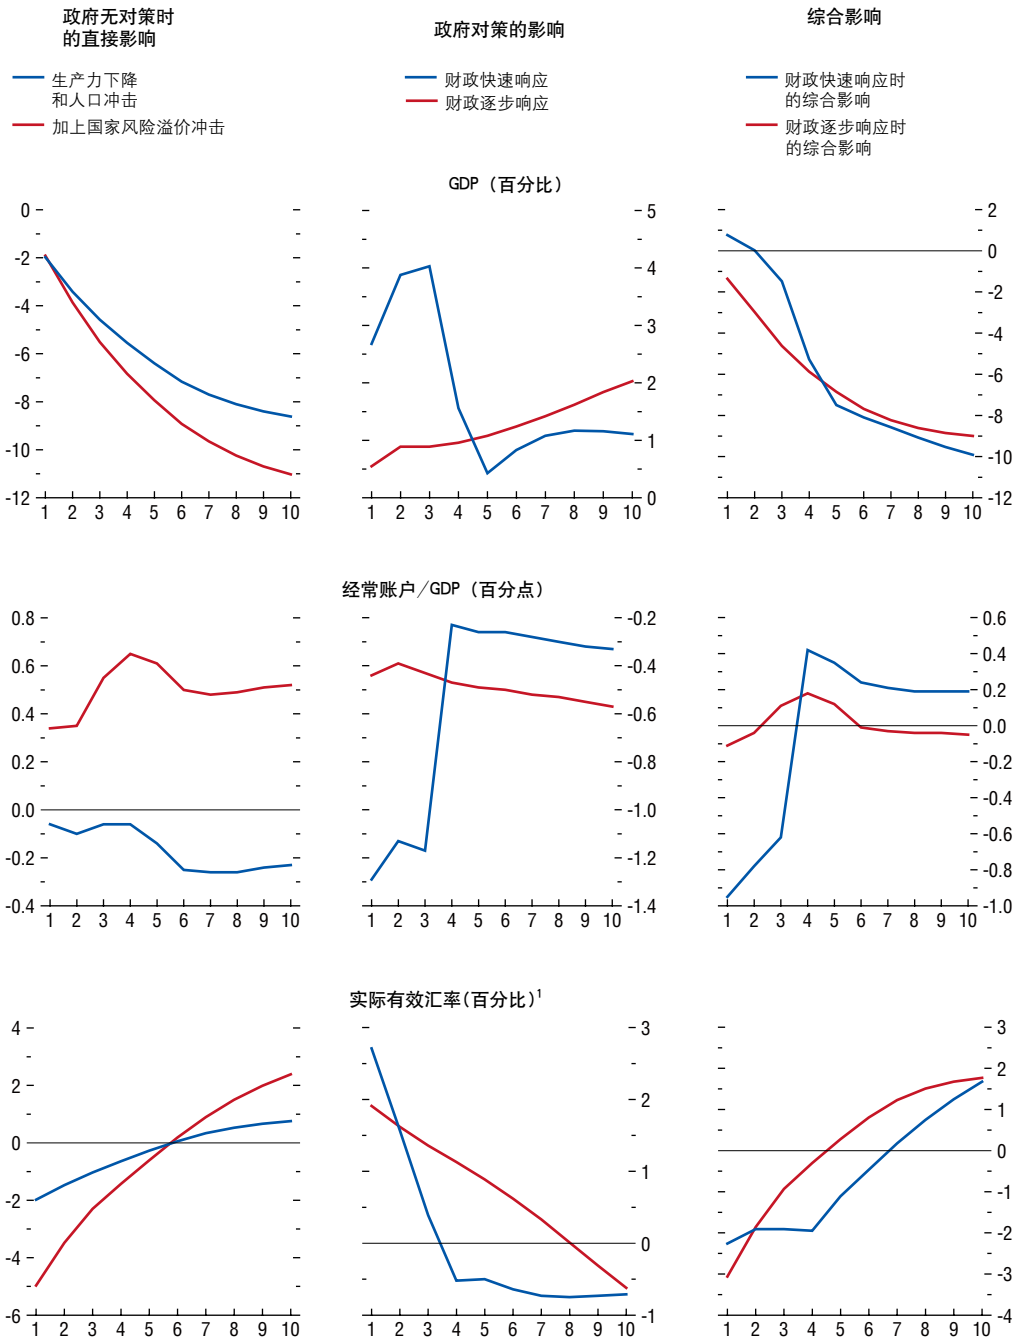 政府无对策时
的直接影响
生产力下降
和人口冲击
加上国家风险溢价冲击
政府对策的影响
财政快速响应
财政逐步响应
综合影响
财政快速响应时
的综合影响
财政逐步响应时
的综合影响
GDP（百分比）
0
-2
-4
-6
-8
-10
-12
1 2 3 4 5 6 7 8 9 10
5
4
3
2
1
0
1 2 3 4 5 6 7 8 9 10
2
0
-2
-4
-6
-8
-10
-12
1 2 3 4 5 6 7 8 9 10
经常账户/GDP（百分点）
0.8
0.6
0.4
0.2
0.0
-0.2
-0.4
1 2 3 4 5 6 7 8 9 10
-0.2
-0.4
-0.6
-0.8
-1.0
-1.2
-1.4
1 2 3 4 5 6 7 8 9 10
0.6
0.4
0.2
0.0
-0.2
-0.4
-0.6
-0.8
-1.0
1 2 3 4 5 6 7 8 9 10
实际有效汇率(百分比)¹
4
2
0
-2
-4
-6
1 2 3 4 5 6 7 8 9 10
3
2
1
0
-1
1 2 3 4 5 6 7 8 9 10
3
2
1
0
-1
-2
-3
-4
1 2 3 4 5 6 7 8 9 10